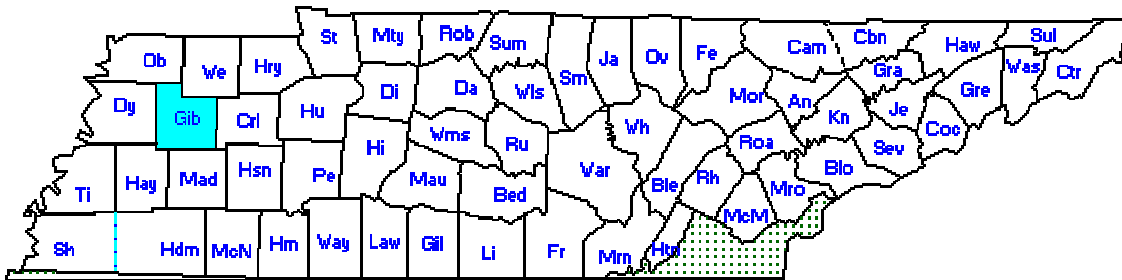 St Mty Rob Sum Sm Ja Ov Fe Cam Cbn Haw Sul
Ob We Hry Di Da Wls Mor An Gra Je Gre Was Ctr
Dy Gib Crl Hu Wms Ru Wh Roa Kn Sev Coc
Ti Hay Mad Hsn Pe Hi Mau Bed War Ble Rh McM Mro Blo
Sh Hdm McN Hm Way Law Gil Li Fr Mrn Htn